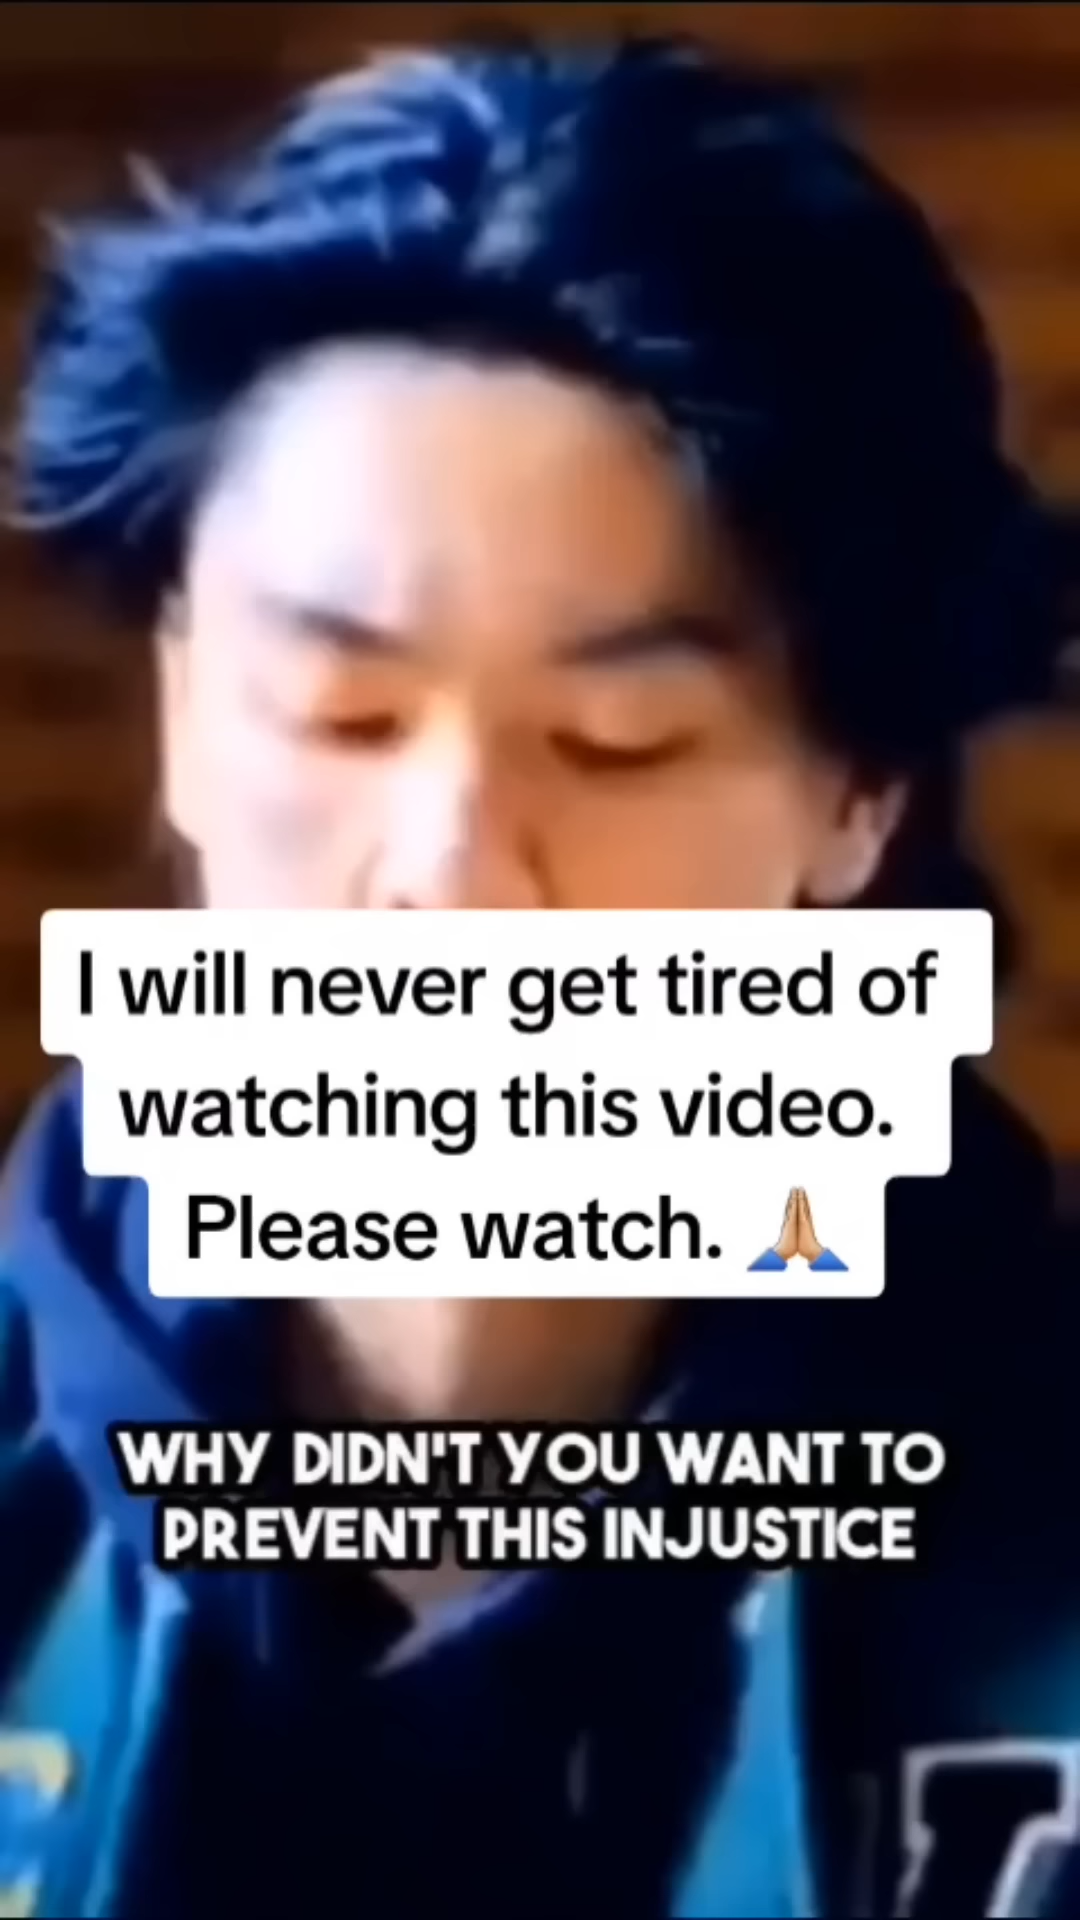 I will never get tired of
watching this video.
Please watch. 🙏🏼
WHY DIDN'T YOU WANT TO
PREVENT THIS INJUSTICE